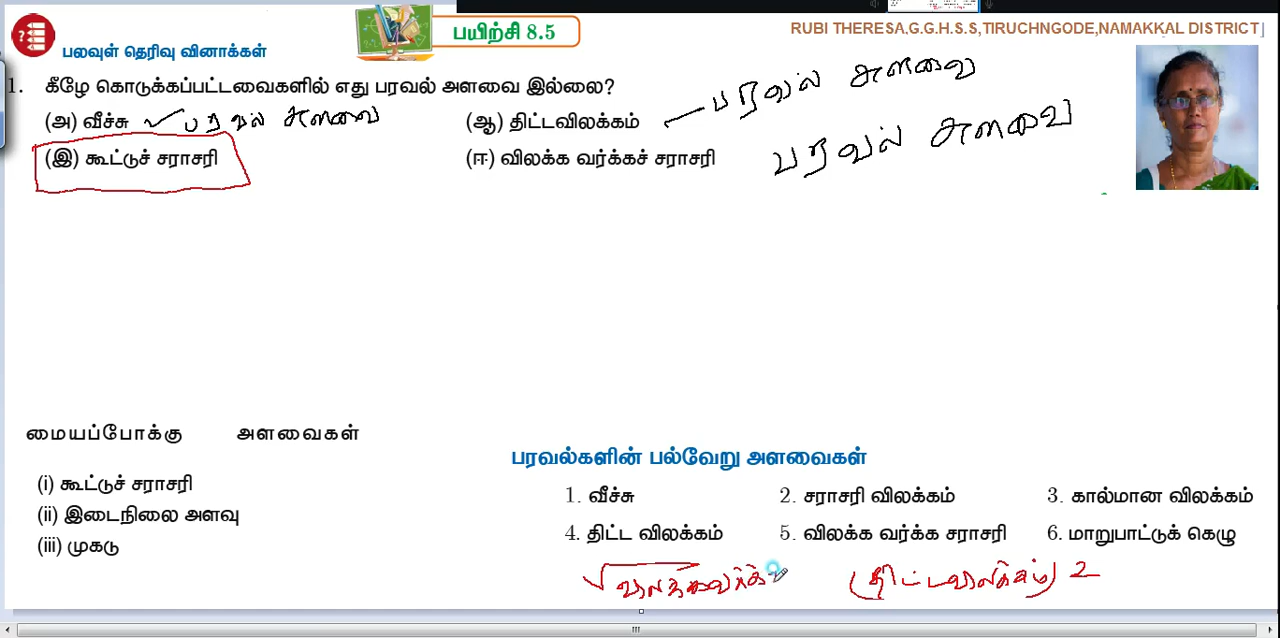 RUBI THERESA,G.G.H.S.S,TIRUCHNGODE,NAMAKKAL DISTRICT]
பயிற்சி 8.5
பலவுள் தெரிவு வினாக்கள்
1. கீழே கொடுக்கப்பட்டவைகளில் எது பரவல் அளவை இல்லை?
(அ) வீச்சு பரவல் அளவை (ஆ) திட்டவிலக்கம் பரவல் அளவை
(இ) கூட்டுச் சராசரி (ஈ) விலக்க வர்க்கச் சராசரி பரவல் அளவை
மையப்போக்கு அளவைகள்
(i) கூட்டுச் சராசரி
(ii) இடைநிலை அளவு
(iii) முகடு
பரவல்களின் பல்வேறு அளவைகள்
1. வீச்சு 2. சராசரி விலக்கம் 3. கால்மான விலக்கம்
4. திட்ட விலக்கம் 5. விலக்க வர்க்க சராசரி 6. மாறுபாட்டுக் கெழு
(திட்டவிலக்கம்) 2